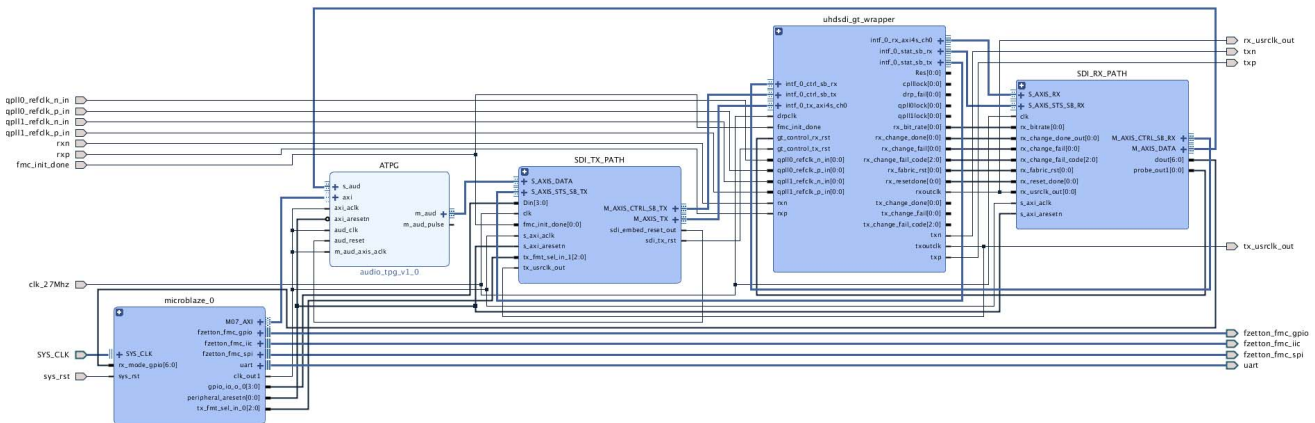 qpll0_refclk_n_in
qpll0_refclk_p_in
qpll1_refclk_n_in
qpll1_refclk_p_in
rxn
rxp
fmc_init_done
clk_27Mhz
SYS_CLK
sys_rst
microblaze_0
SYS_CLK
rx_mode_gpio[6:0]
sys_rst
M07_AXI
fzetton_fmc_gpio
fzetton_fmc_iic
fzetton_fmc_spi
uart
clk_out1
gpio_io_o_0[3:0]
peripheral_aresetn[0:0]
tx_fmt_sel_in_0[2:0]
ATPG
s_aud
axi
axi_aclk
axi_aresetn
aud_clk
aud_reset
m_aud_axis_aclk
m_aud
m_aud_pulse
audio_tpg_v1_0
SDI_TX_PATH
S_AXIS_DATA
S_AXIS_STS_SB_TX
Din[3:0]
clk
fmc_init_done[0:0]
s_axi_aclk
s_axi_aresetn
tx_fmt_sel_in_1[2:0]
tx_usrclk_out
M_AXIS_CTRL_SB_TX
M_AXIS_TX
sdi_embed_reset_out
sdi_tx_rst
uhdsdi_gt_wrapper
intf_0_ctrl_sb_rx
intf_0_ctrl_sb_tx
intf_0_tx_axi4s_ch0
drpclk
fmc_init_done
gt_control_rx_rst
gt_control_tx_rst
qpll0_refclk_n_in[0:0]
qpll0_refclk_p_in[0:0]
qpll1_refclk_n_in[0:0]
qpll1_refclk_p_in[0:0]
rxn
rxp
intf_0_rx_axi4s_ch0
intf_0_stat_sb_rx
intf_0_stat_sb_tx
Res[0:0]
cplllock[0:0]
drp_fail[0:0]
qpll0lock[0:0]
qpll1lock[0:0]
rx_bit_rate[0:0]
rx_change_done[0:0]
rx_change_fail[0:0]
rx_change_fail_code[2:0]
rx_fabric_rst[0:0]
rx_resetdone[0:0]
rxoutclk
tx_change_done[0:0]
tx_change_fail[0:0]
tx_change_fail_code[2:0]
txn
txoutclk
txp
SDI_RX_PATH
S_AXIS_RX
S_AXIS_STS_SB_RX
clk
rx_bitrate[0:0]
rx_change_done_out[0:0]
rx_change_fail[0:0]
rx_change_fail_code[2:0]
rx_fabric_rst[0:0]
rx_reset_done[0:0]
rx_usrclk_out[0:0]
s_axi_aclk
s_axi_aresetn
M_AXIS_CTRL_SB_RX
M_AXIS_DATA
dout[6:0]
probe_out1[0:0]
rx_usrclk_out
txn
txp
tx_usrclk_out
fzetton_fmc_gpio
fzetton_fmc_iic
fzetton_fmc_spi
uart